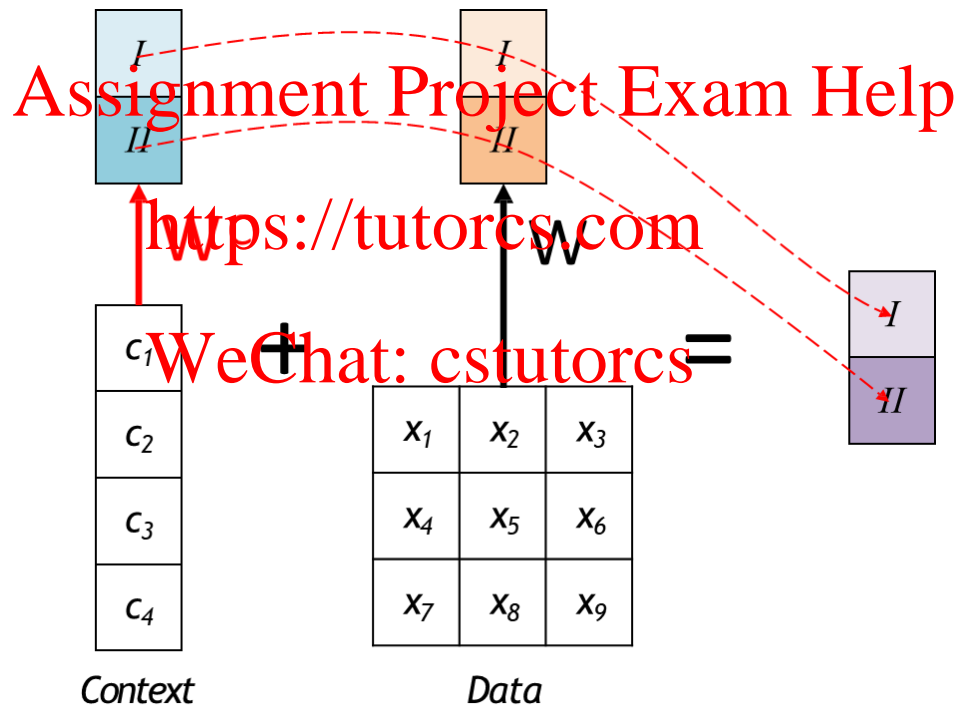 I I
Assignment Project Exam Help
II II
https://tutorcs.com
W W
I
c1 + =
WeChat: cstutorcs
II
c2 x1 x2 x3
c3 x4 x5 x6
c4 x7 x8 x9
Context Data